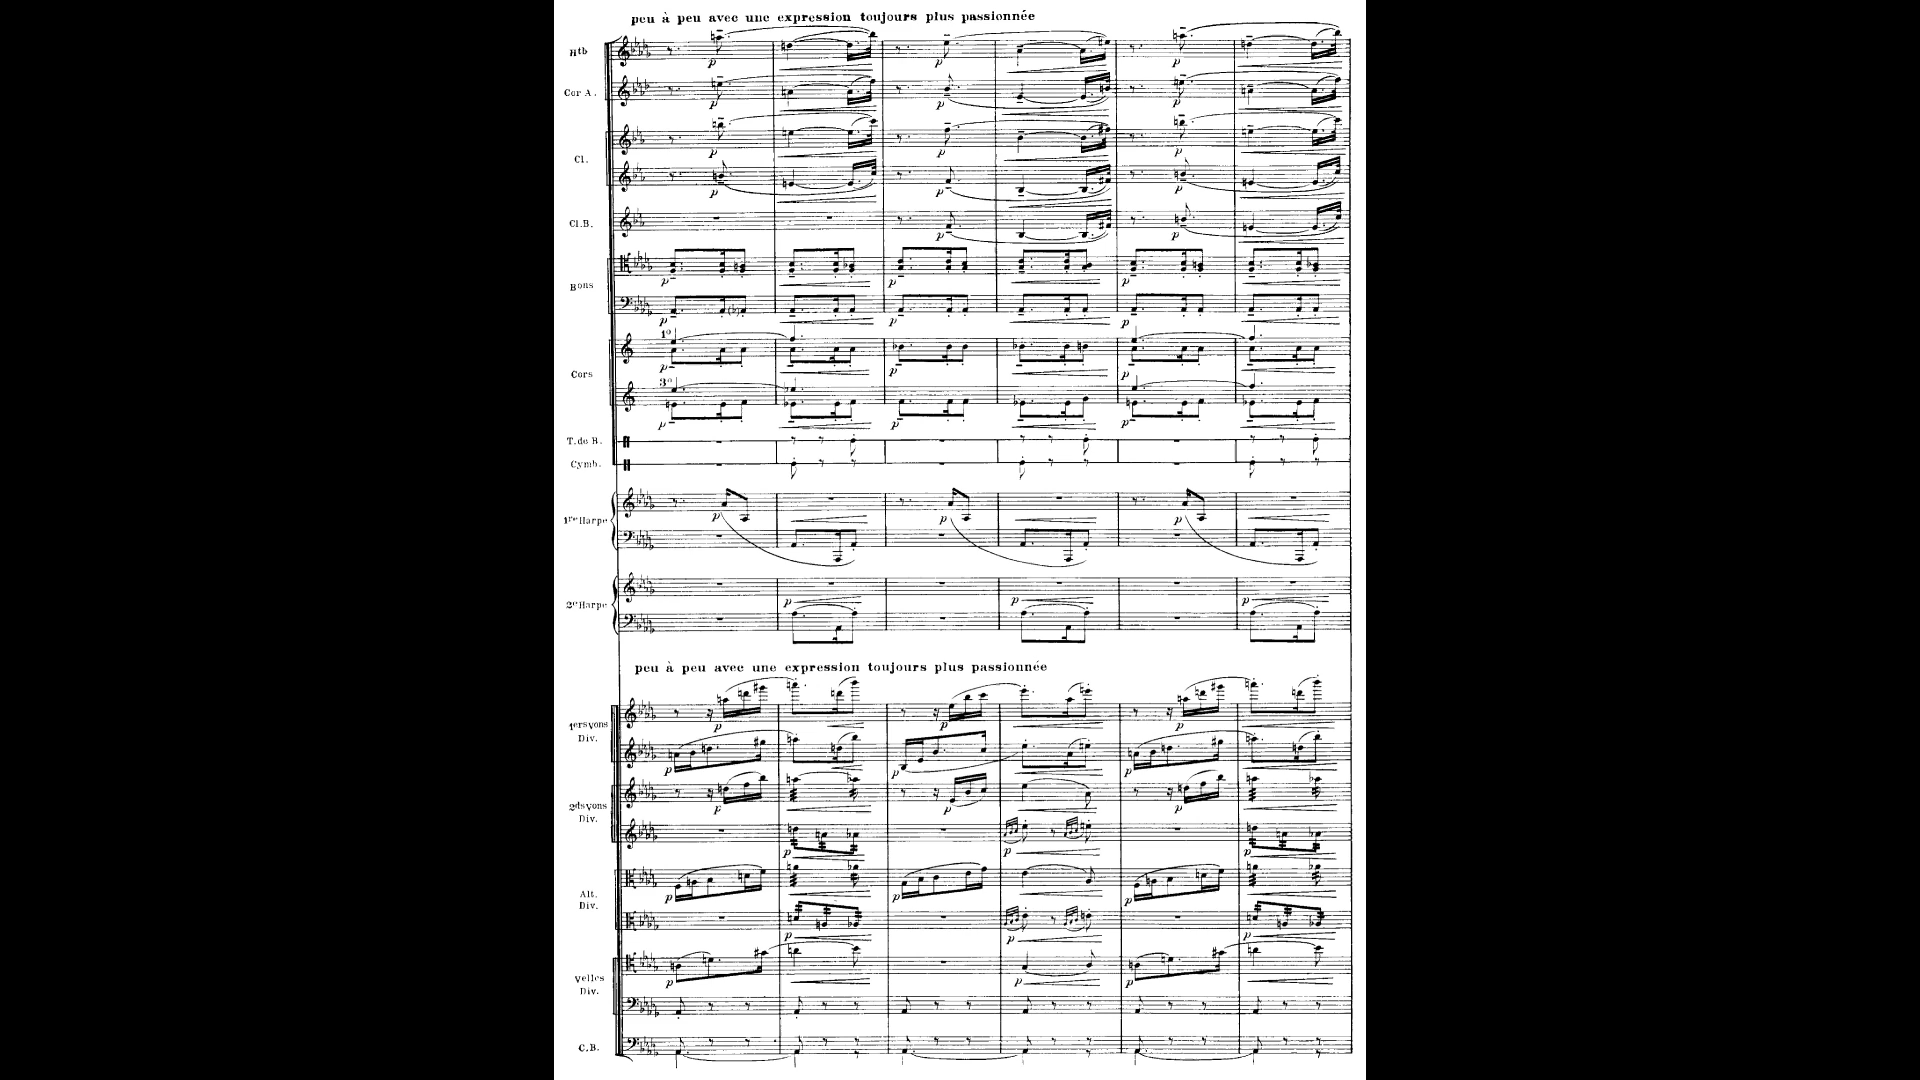 peu à peu avec une expression toujours plus passionnée
Htb
p p p
Cor A.
p p p
Cl.
p p p
p p p
Cl.B.
p p
Bons
p p p
p p p
Cors
1º
p p p
3º
p p p
T. de B.
Cymb.
1re Harpe
p p p
2e Harpe
p p p
peu à peu avec une expression toujours plus passionnée
1ers vons
Div.
p p p
p p p
2ds vons
Div.
p p p
p p p
Alt.
Div.
p p p
p p p
velles
Div.
p p p
C.B.